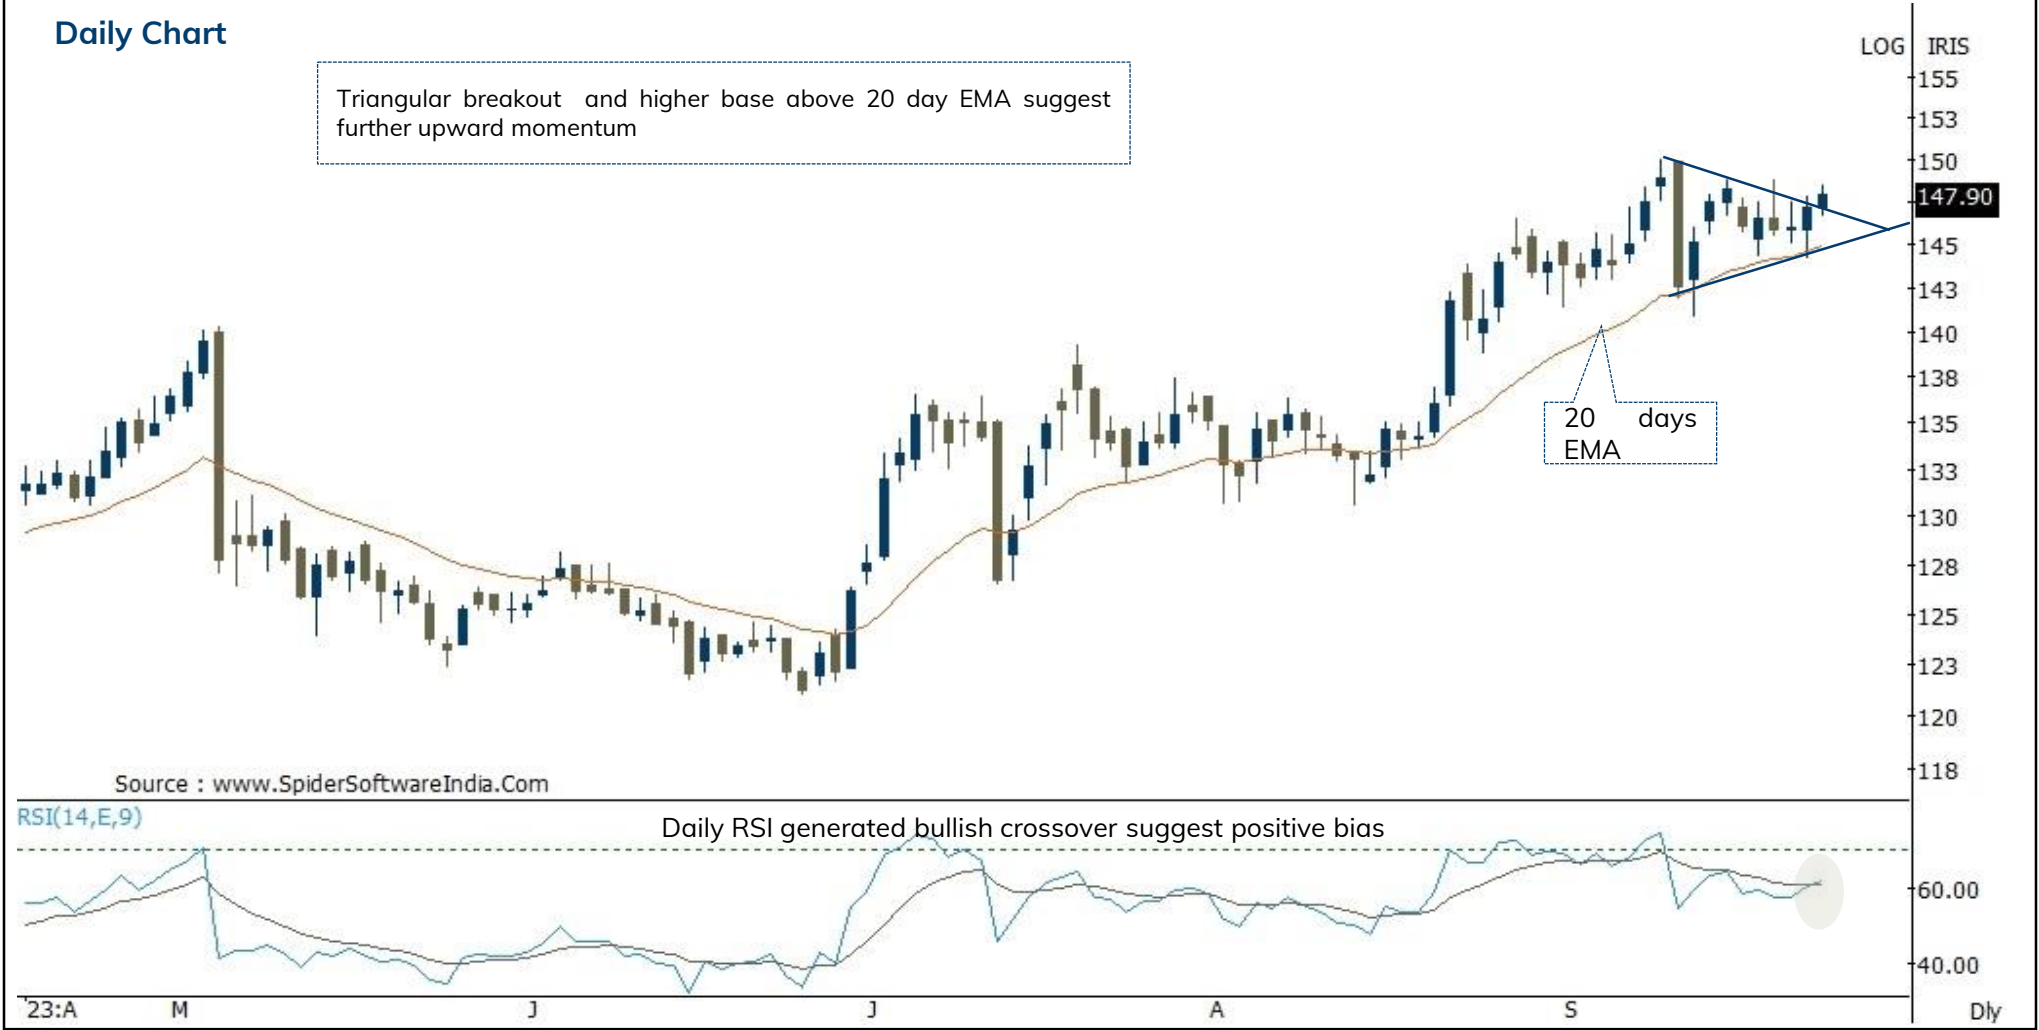 Daily Chart
LOG IRIS
Triangular breakout and higher base above 20 day EMA suggest
further upward momentum
155
153
150
147.90
145
143
140
138
135
133
130
128
125
123
120
118
20 days
EMA
Source : www.SpiderSoftwareIndia.Com
RSI(14,E,9)
Daily RSI generated bullish crossover suggest positive bias
60.00
40.00
'23:A M J J A S Dly